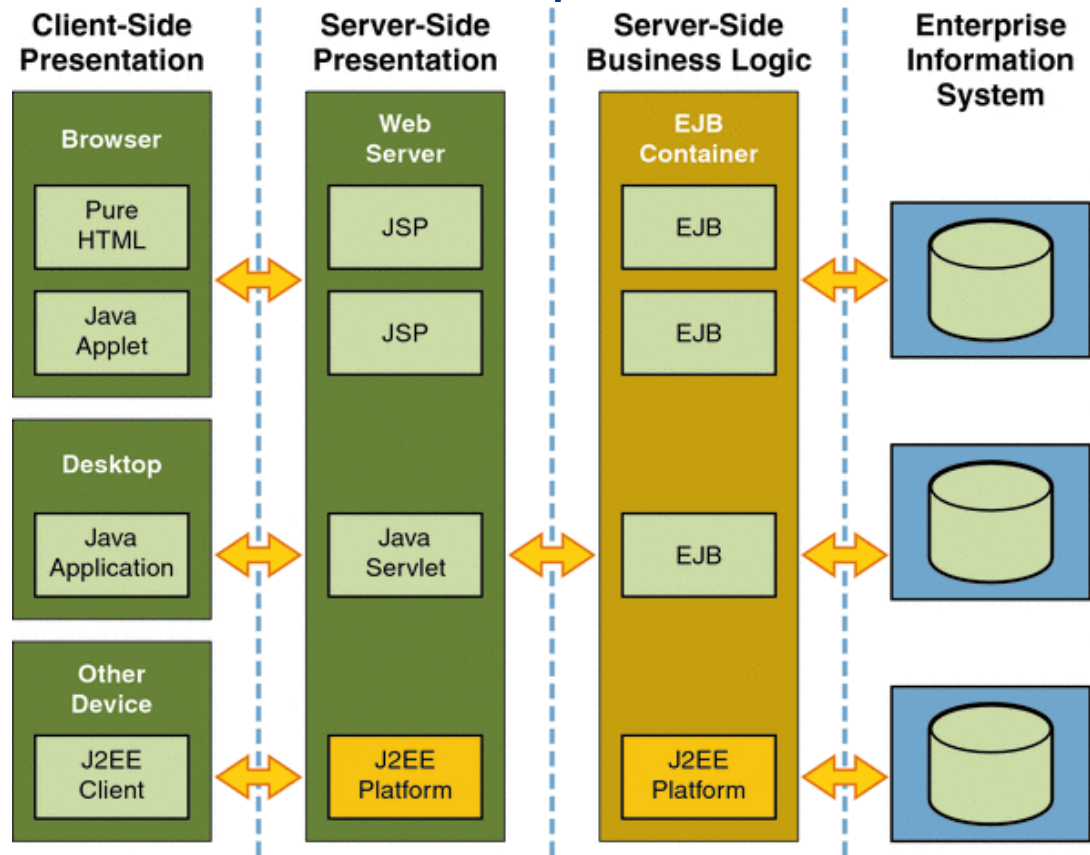 Client-Side
Presentation
Server-Side
Presentation
Server-Side
Business Logic
Enterprise
Information
System
Browser
Pure
HTML
Java
Applet
Desktop
Java
Application
Other
Device
J2EE
Client
Web
Server
JSP
JSP
Java
Servlet
J2EE
Platform
EJB
Container
EJB
EJB
EJB
J2EE
Platform